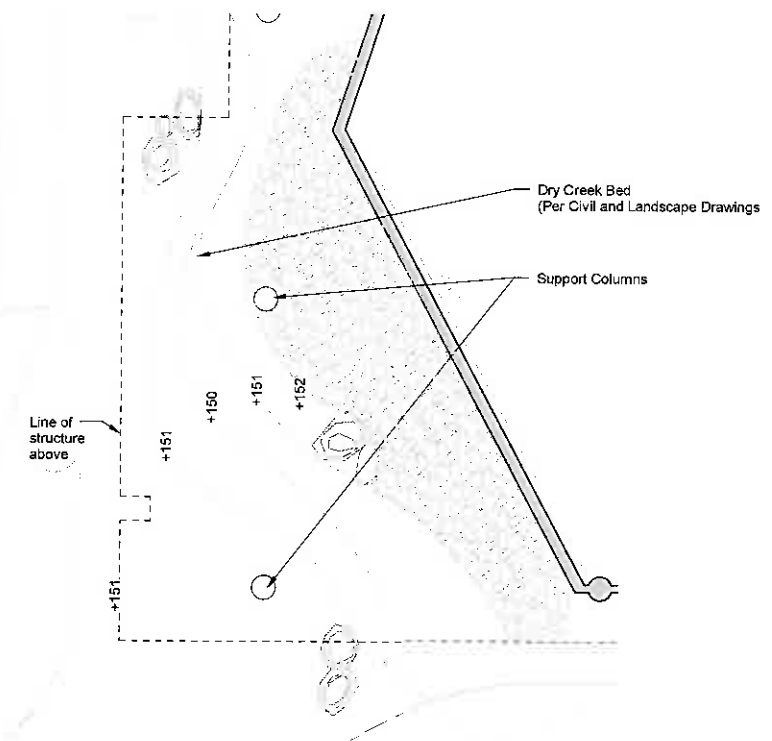 Dry Creek Bed
(Per Civil and Landscape Drawings
Support Columns
+152
+151
+150
+151
Line of
structure
above
+151